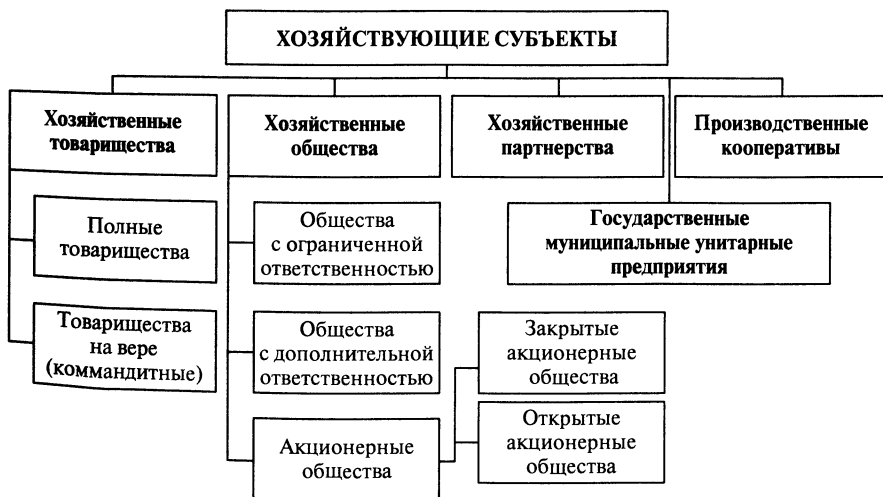 ХОЗЯЙСТВУЮЩИЕ СУБЪЕКТЫ
Хозяйственные
товарищества
Хозяйственные
общества
Хозяйственные
партнерства
Производственные
кооперативы
Полные
товарищества
Общества
с ограниченной
ответственностью
Государственные
муниципальные унитарные
предприятия
Товарищества
на вере
(коммандитные)
Общества
с дополнительной
ответственностью
Закрытые
акционерные
общества
Акционерные
общества
Открытые
акционерные
общества